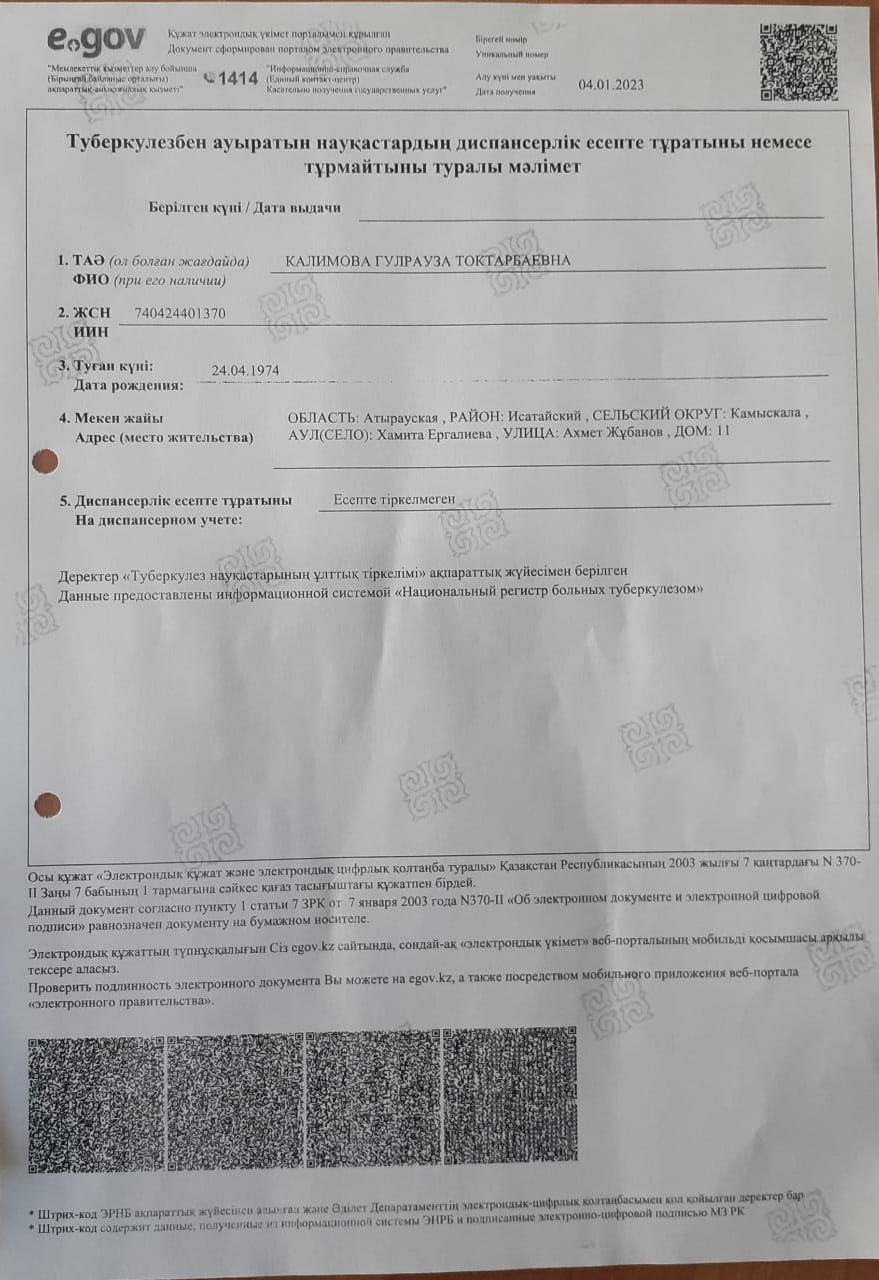 egov
Құжат электрондық үкімет порталымен құрылған
Документ сформирован порталом электронного правительства
"Мемлекеттік қызметтер алу бойынша
(Бірыңғай байланыс орталығы)
ақпараттық-анықтамалық қызметі"
1414
"Информационно-справочная служба
(Единый контакт-центр)
Касательно получения государственных услуг"
Бірегей нөмір
Уникальный номер
Алу күні мен уақыты
Дата получения
04.01.2023
Туберкулезбен ауыратын науқастардың диспансерлік есепте тұратыны немесе
тұрмайтыны туралы мәлімет
Берілген күні / Дата выдачи
1. ТАӘ (ол болған жағдайда) КАЛИМОВА ГУЛРАУЗА ТОКТАРБАЕВНА
ФИО (при его наличии)
2. ЖСН 740424401370
ИИН
3. Туған күні: 24.04.1974
Дата рождения:
4. Мекен жайы ОБЛАСТЬ: Атырауская , РАЙОН: Исатайский , СЕЛЬСКИЙ ОКРУГ: Камыскала ,
Адрес (место жительства) АУЛ(СЕЛО): Хамита Ергалиева , УЛИЦА: Ахмет Жұбанов , ДОМ: 11
5. Диспансерлік есепте тұратыны Есепте тіркелмеген
На диспансерном учете:
Деректер «Туберкулез науқастарының ұлттық тіркелімі» ақпараттық жүйесімен берілген
Данные предоставлены информационной системой «Национальный регистр больных туберкулезом»
Осы құжат «Электрондық құжат және электрондық цифрлық қолтаңба туралы» Қазақстан Республикасының 2003 жылғы 7 қаңтардағы N 370-
II Заңы 7 бабының 1 тармағына сәйкес қағаз тасығыштағы құжатпен бірдей.
Данный документ согласно пункту 1 статьи 7 ЗРК от 7 января 2003 года N370-II «Об электронном документе и электронной цифровой
подписи» равнозначен документу на бумажном носителе.
Электрондық құжаттың түпнұсқалығын Сіз egov.kz сайтында, сондай-ақ «электрондық үкімет» веб-порталының мобильді қосымшасы арқылы
тексере аласыз.
Проверить подлинность электронного документа Вы можете на egov.kz, а также посредством мобильного приложения веб-портала
«электронного правительства».
* Штрих-код ЭРНБ ақпараттық жүйесінен алынған және Әділет Департаменттің электрондық-цифрлық қолтаңбасымен қол қойылған деректер бар
* Штрих-код содержит данные, полученные из информационной системы ЭНРБ и подписанные электронно-цифровой подписью МЗ РК